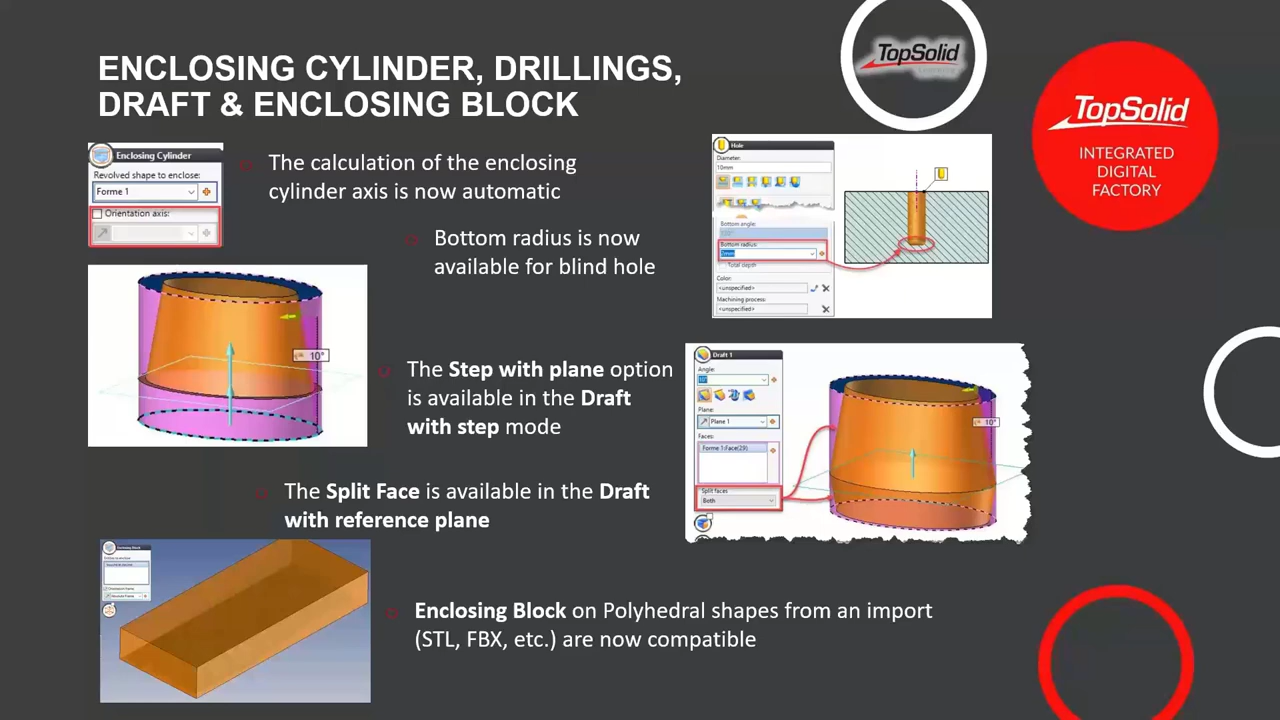 ENCLOSING CYLINDER, DRILLINGS,
DRAFT & ENCLOSING BLOCK
TopSolid
TopSolid
INTEGRATED
DIGITAL
FACTORY
Enclosing Cylinder
Revolved shape to enclose:
Forme 1
Orientation axis:
The calculation of the enclosing
cylinder axis is now automatic
Bottom radius is now
available for blind hole
Hole
Diameter:
10mm
Bottom angle:
Bottom radius:
Total depth
Color:
<unspecified>
Machining process:
<unspecified>
10°
The Step with plane option
is available in the Draft
with step mode
Draft 1
Angle:
10°
Plane:
Plane 1
Faces:
Forme 1:Face(29)
Split faces
Both
10°
The Split Face is available in the Draft
with reference plane
Enclosing Block
Enclosing Block on Polyhedral shapes from an import
(STL, FBX, etc.) are now compatible